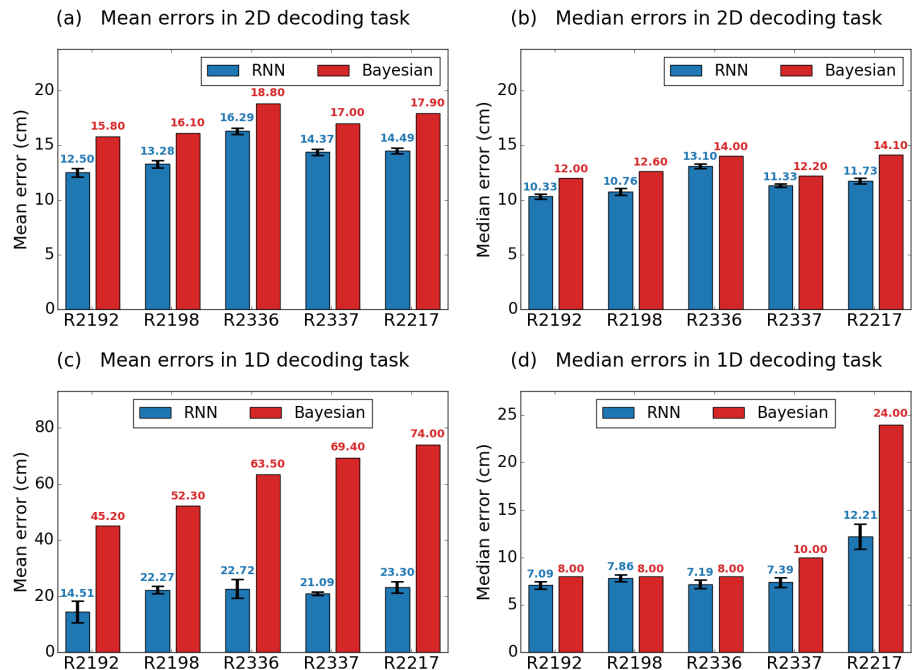 (a) Mean errors in 2D decoding task
RNN Bayesian
Mean error (cm)
20
15
10
5
0
12.50 15.80 13.28 16.10 16.29 18.80 14.37 17.00 14.49 17.90
R2192 R2198 R2336 R2337 R2217
(b) Median errors in 2D decoding task
RNN Bayesian
Median error (cm)
20
15
10
5
0
10.33 12.00 10.76 12.60 13.10 14.00 11.33 12.20 11.73 14.10
R2192 R2198 R2336 R2337 R2217
(c) Mean errors in 1D decoding task
RNN Bayesian
Mean error (cm)
80
60
40
20
0
14.51 45.20 22.27 52.30 22.72 63.50 21.09 69.40 23.30 74.00
R2192 R2198 R2336 R2337 R2217
(d) Median errors in 1D decoding task
RNN Bayesian
Median error (cm)
25
20
15
10
5
0
7.09 8.00 7.86 8.00 7.19 8.00 7.39 10.00 12.21 24.00
R2192 R2198 R2336 R2337 R2217